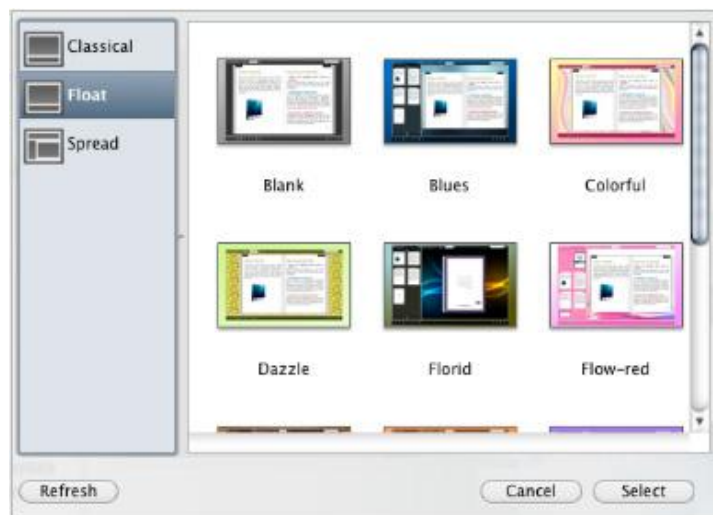 Classical
Float
Spread
Blank
Blues
Colorful
Dazzle
Florid
Flow-red
Refresh
Cancel
Select